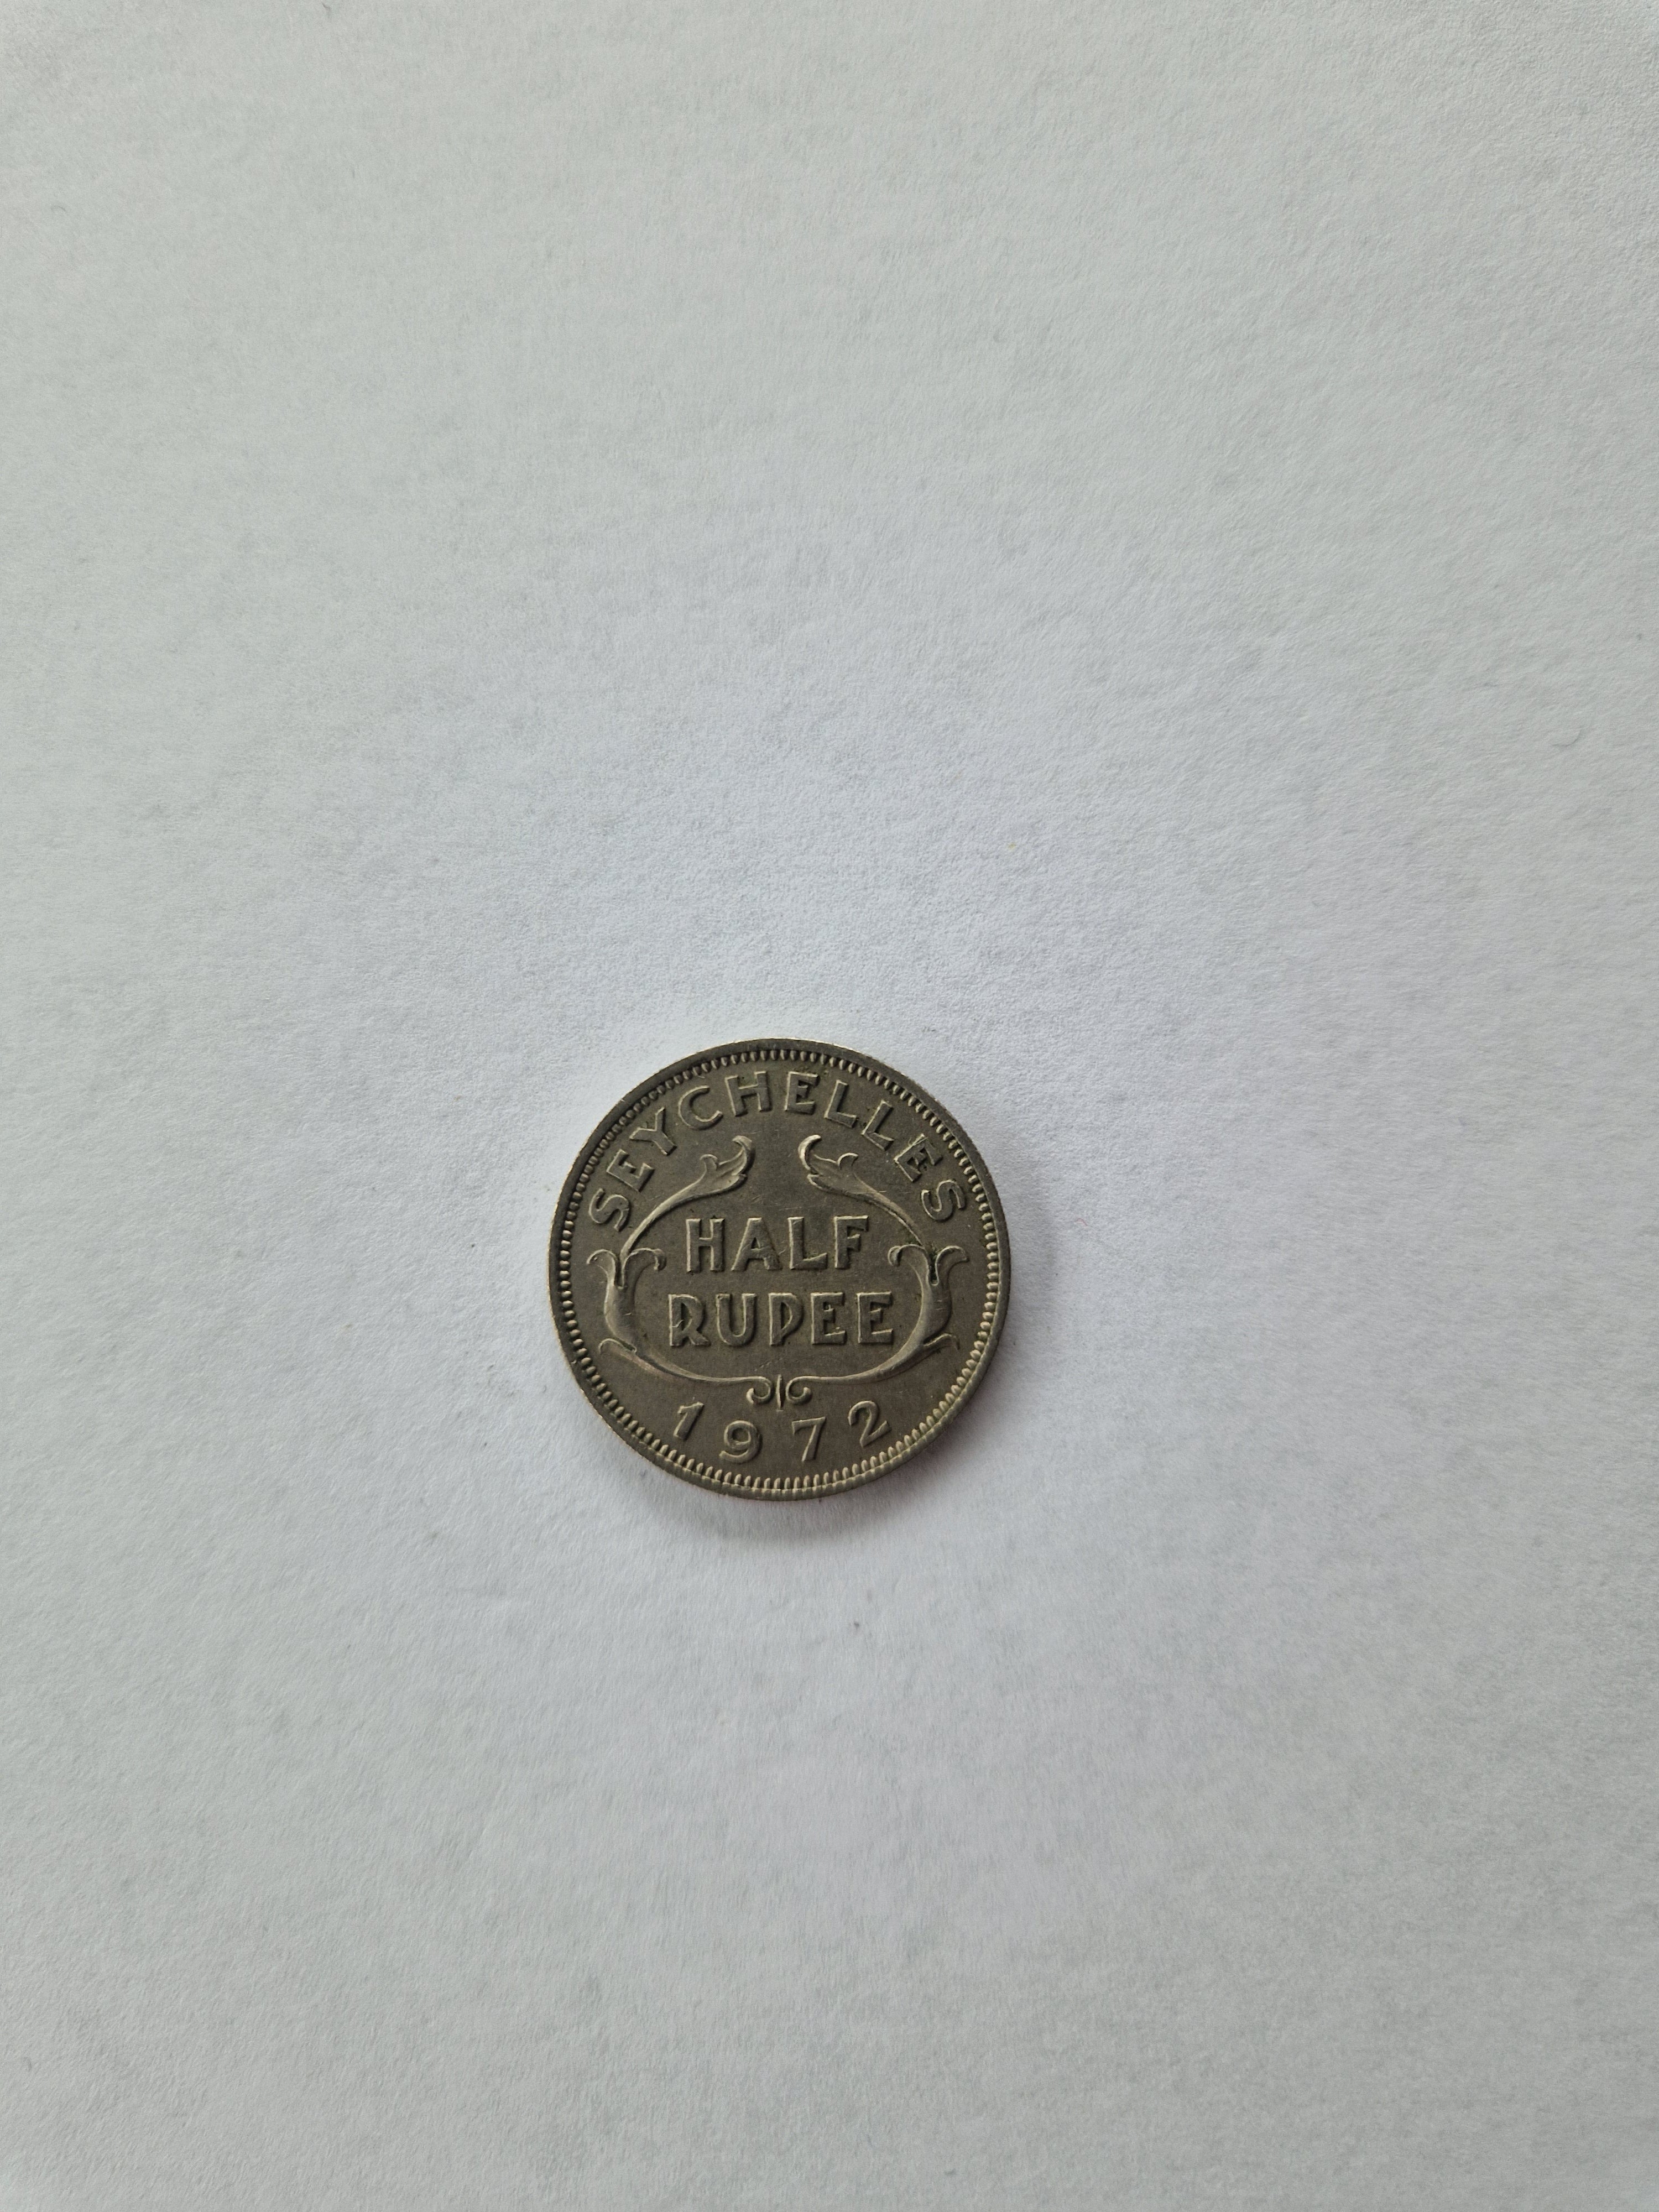 SEYCHELLES
HALF
RUPEE
1972